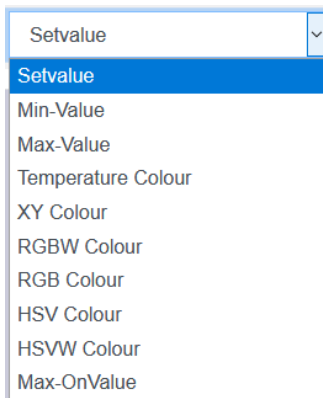 Setvalue
Setvalue
Min-Value
Max-Value
Temperature Colour
XY Colour
RGBW Colour
RGB Colour
HSV Colour
HSVW Colour
Max-OnValue